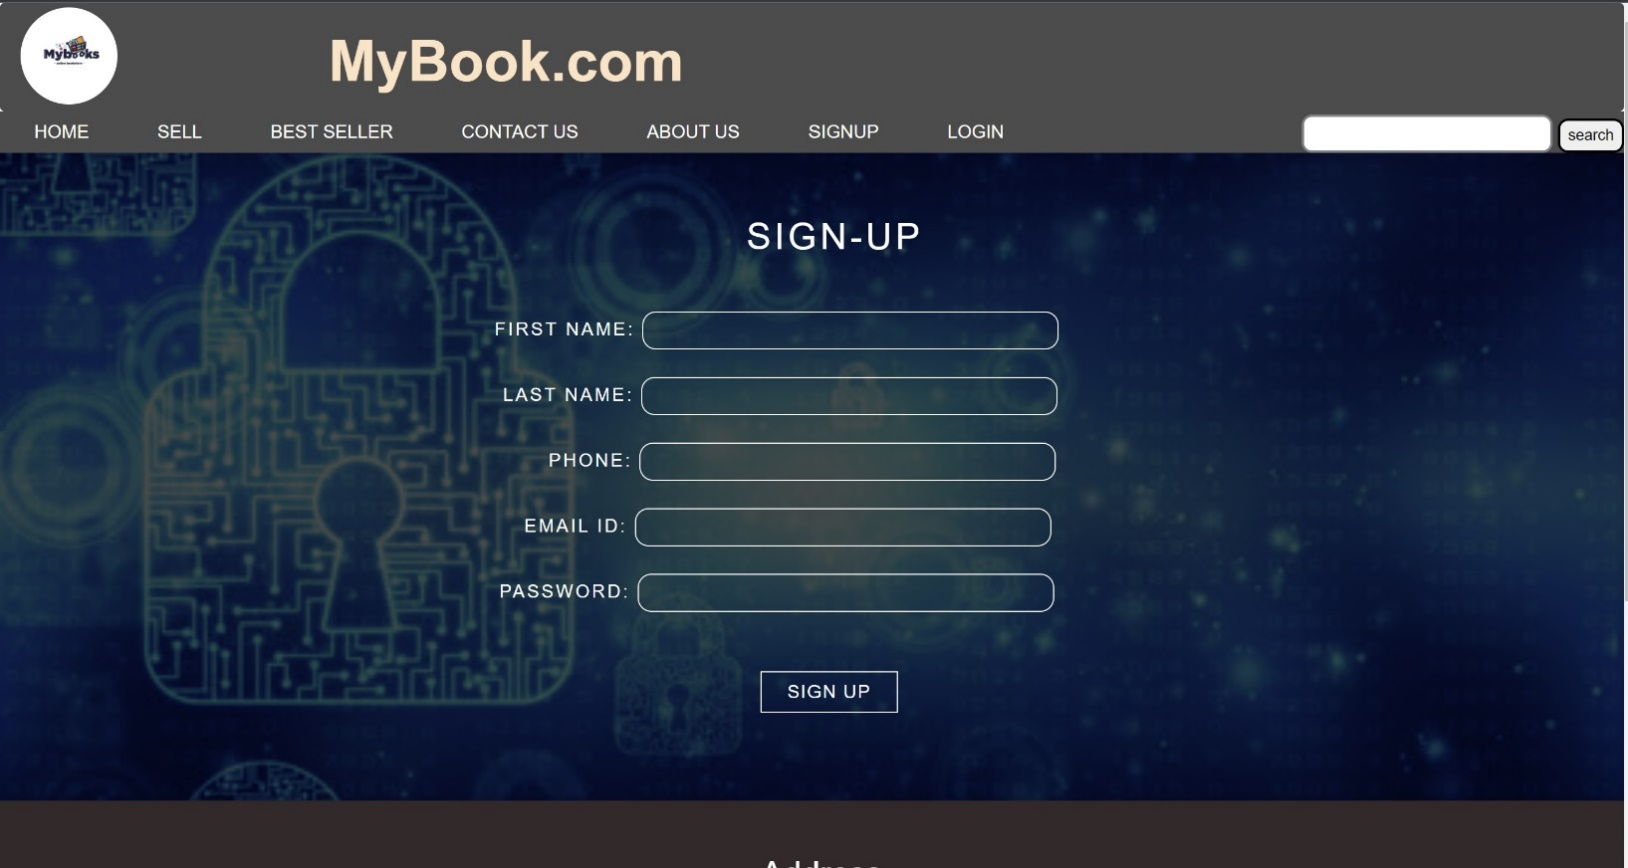 Mybooks
MyBook.com
HOME SELL BEST SELLER CONTACT US ABOUT US SIGNUP LOGIN search
SIGN-UP
FIRST NAME:
LAST NAME:
PHONE:
EMAIL ID:
PASSWORD:
SIGN UP
Address